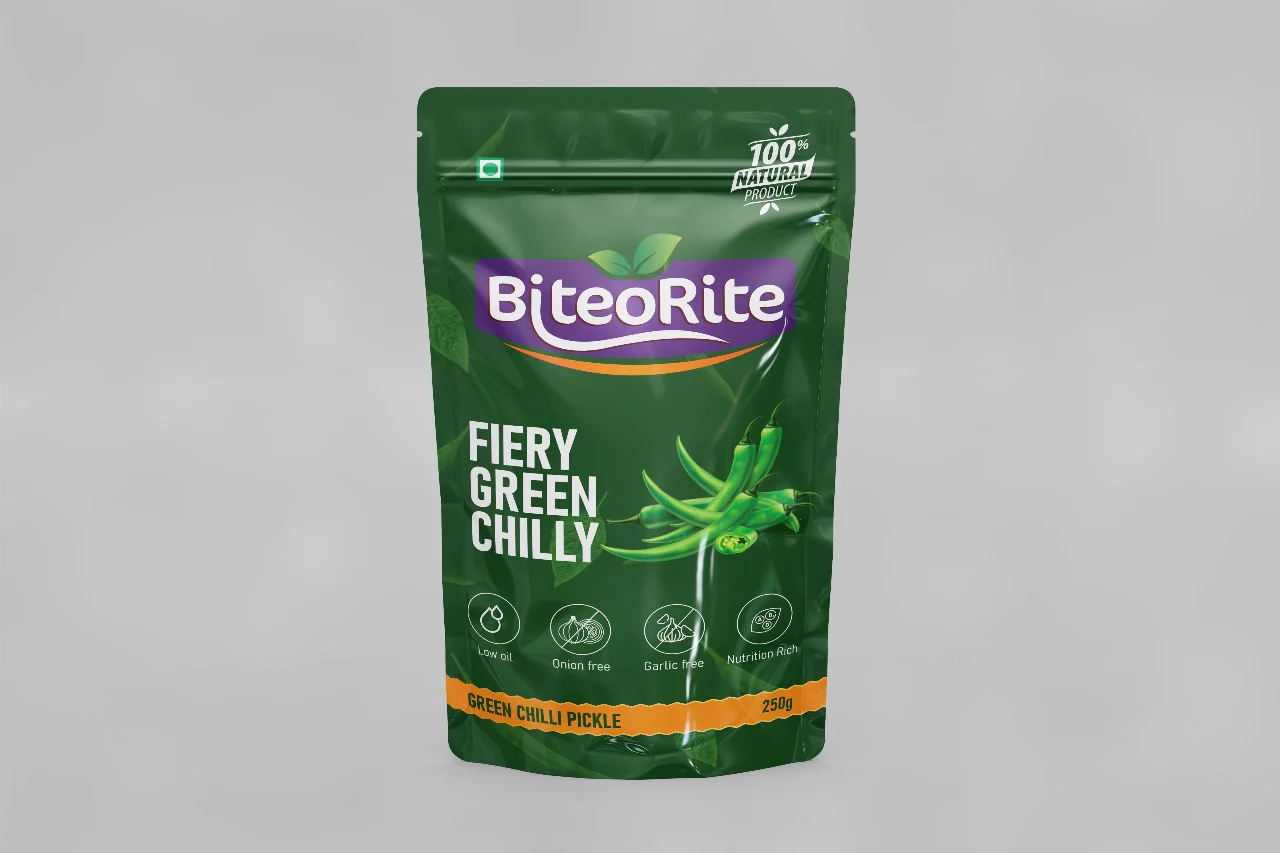 100%
NATURAL
PRODUCT
BiteoRite
FIERY
GREEN
CHILLY
Low oil
Onion free
Garlic free
Nutrition Rich
GREEN CHILLI PICKLE
250g